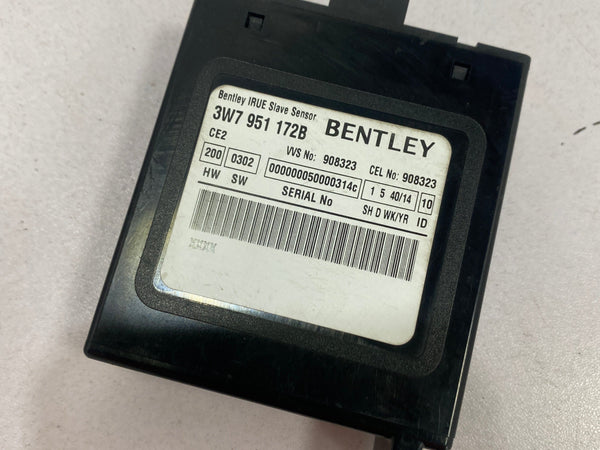 Bentley IRUE Slave Sensor
3W7 951 172B BENTLEY
CE2
VVS No: 908323 CEL No: 908323
200 0302 000000050000314c 1 5 40/14 10
HW SW SERIAL No SH D WK/YR ID